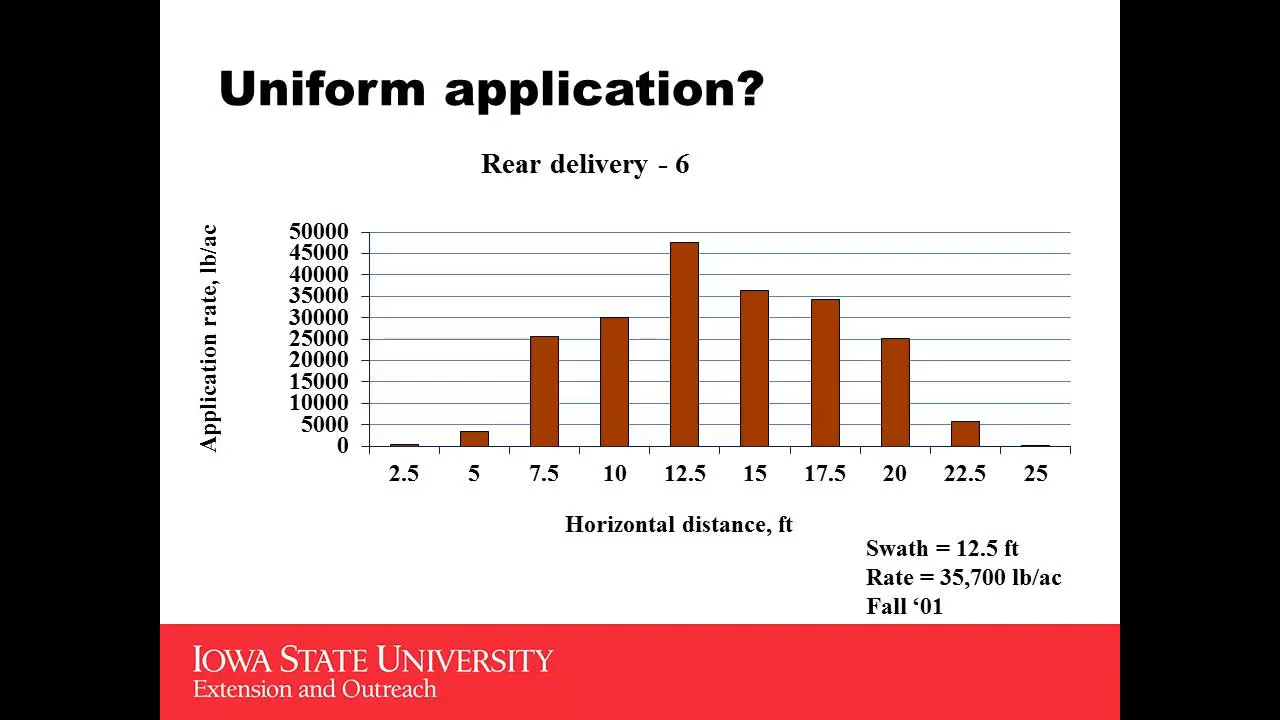 Uniform application?
Rear delivery - 6
Application rate, lb/ac
50000
45000
40000
35000
30000
25000
20000
15000
10000
5000
0
2.5 5 7.5 10 12.5 15 17.5 20 22.5 25
Horizontal distance, ft
Swath = 12.5 ft
Rate = 35,700 lb/ac
Fall ‘01
IOWA STATE UNIVERSITY
Extension and Outreach